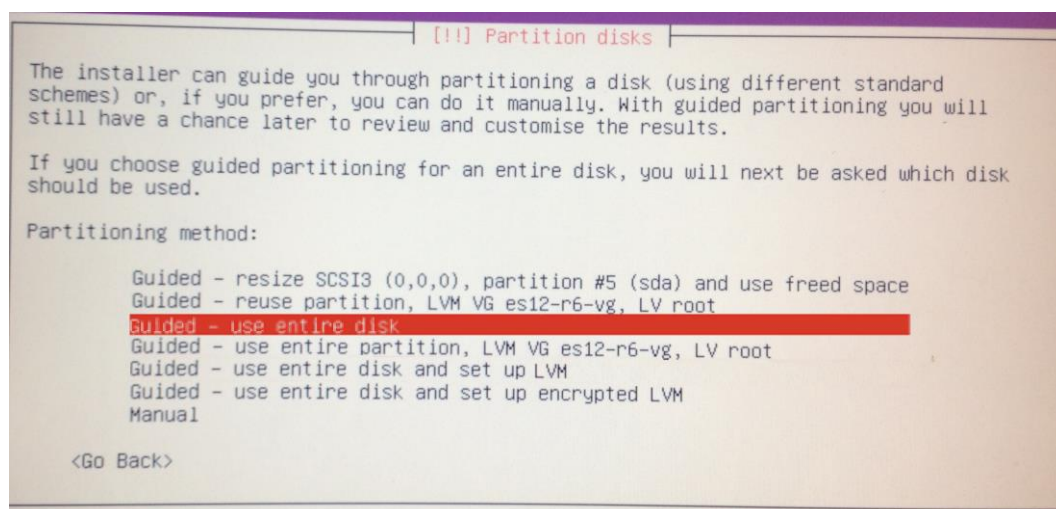 [!!] Partition disks
The installer can guide you through partitioning a disk (using different standard
schemes) or, if you prefer, you can do it manually. With guided partitioning you will
still have a chance later to review and customise the results.
If you choose guided partitioning for an entire disk, you will next be asked which disk
should be used.
Partitioning method:
Guided - resize SCSI3 (0,0,0), partition #5 (sda) and use freed space
Guided - reuse partition, LVM VG es12-r6-vg, LV root
Guided - use entire disk
Guided - use entire partition, LVM VG es12-r6-vg, LV root
Guided - use entire disk and set up LVM
Guided - use entire disk and set up encrypted LVM
Manual
<Go Back>